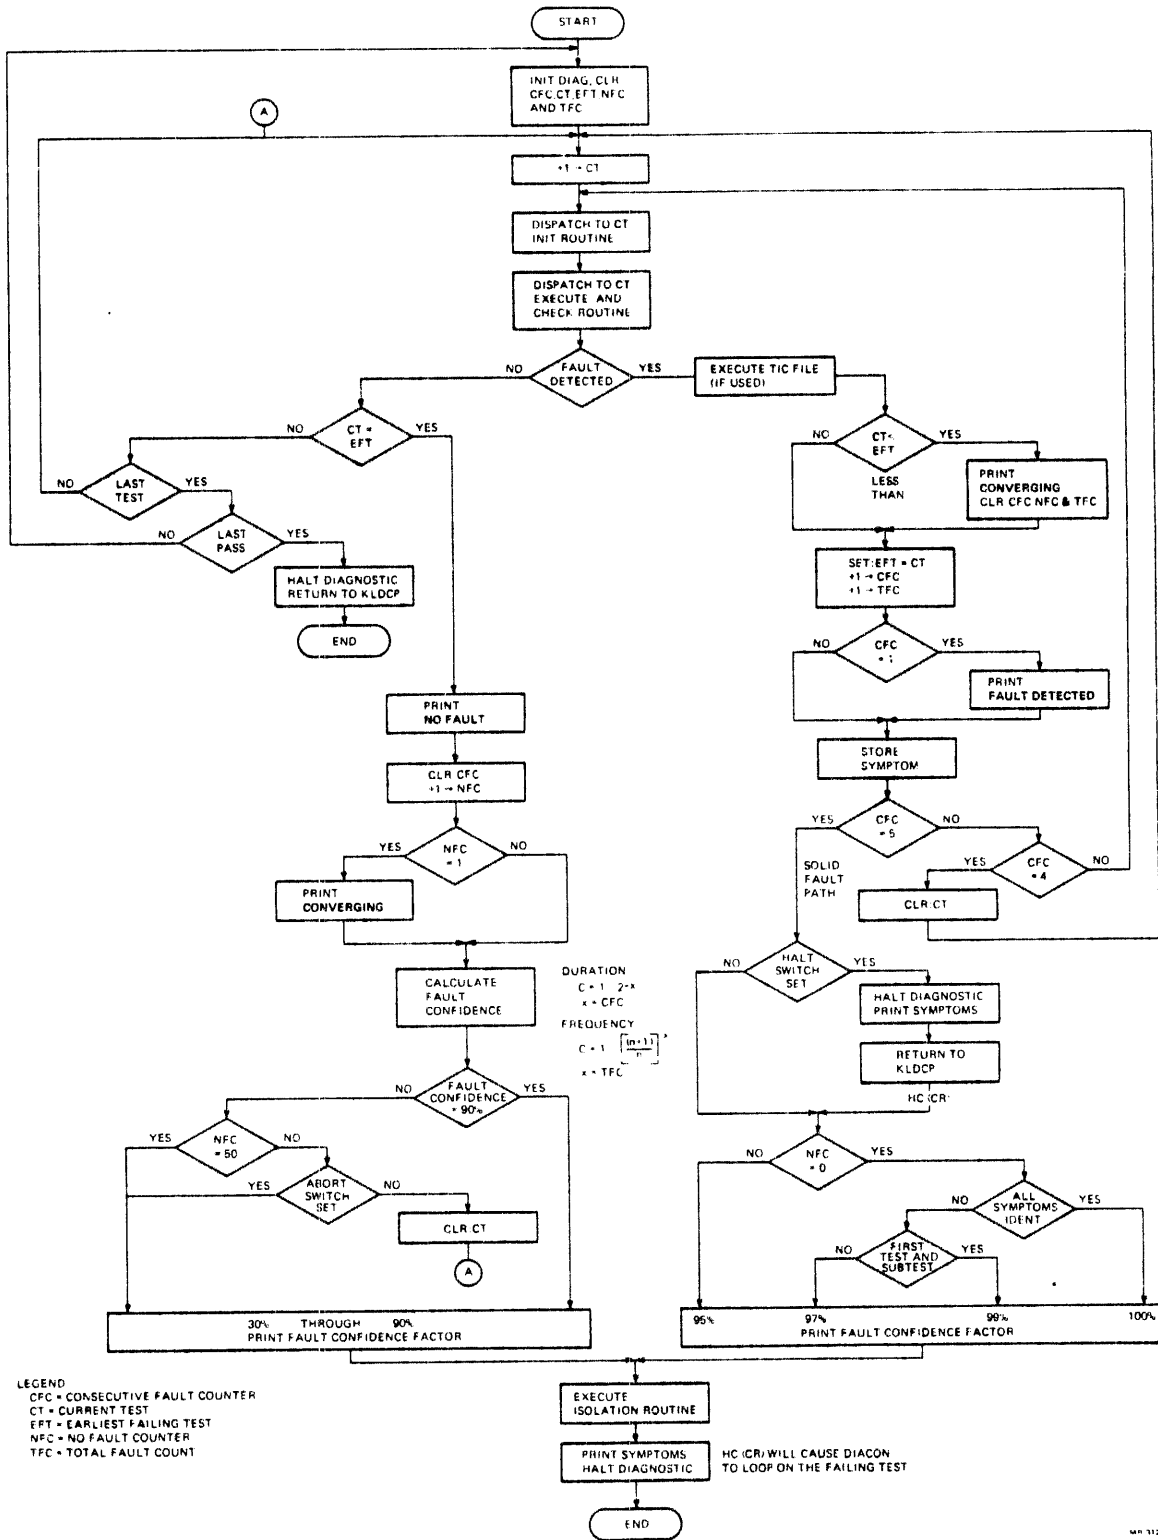 START
INIT DIAG, CLR
CFC, CT, EFT, NFC
AND TFC
A
+1 → CT
DISPATCH TO CT
INIT ROUTINE
DISPATCH TO CT
EXECUTE AND
CHECK ROUTINE
NO
FAULT
DETECTED
YES
EXECUTE TIC FILE
(IF USED)
NO
CT =
EFT
YES
NO
CT<
EFT
YES
LESS
THAN
PRINT
CONVERGING
CLR CFC NFC & TFC
NO
LAST
TEST
YES
NO
LAST
PASS
YES
HALT DIAGNOSTIC
RETURN TO KLDCP
END
SET: EFT = CT
+1 → CFC
+1 → TFC
NO
CFC
= 1
YES
PRINT
FAULT DETECTED
PRINT
NO FAULT
STORE
SYMPTOM
CLR CFC
+1 → NFC
YES
CFC
= 5
NO
SOLID
FAULT
PATH
YES
CFC
= 4
NO
CLR: CT
YES
NFC
= 1
NO
PRINT
CONVERGING
CALCULATE
FAULT
CONFIDENCE
DURATION
C = 1 2-x
x = CFC
FREQUENCY
C = 1
x = TFC
NO
HALT
SWITCH
SET
YES
HALT DIAGNOSTIC
PRINT SYMPTOMS
RETURN TO
KLDCP
HC (CR)
NO
FAULT
CONFIDENCE
= 90%
YES
YES
NFC
= 50
NO
YES
ABORT
SWITCH
SET
NO
CLR: CT
A
NO
NFC
= 0
YES
NO
ALL
SYMPTOMS
IDENT
YES
NO
FIRST
TEST AND
SUBTEST
YES
30% THROUGH 90%
PRINT FAULT CONFIDENCE FACTOR
95% 97% 99% 100%
PRINT FAULT CONFIDENCE FACTOR
LEGEND
CFC = CONSECUTIVE FAULT COUNTER
CT = CURRENT TEST
EFT = EARLIEST FAILING TEST
NFC = NO FAULT COUNTER
TFC = TOTAL FAULT COUNT
EXECUTE
ISOLATION ROUTINE
PRINT SYMPTOMS
HALT DIAGNOSTIC
HC (CR) WILL CAUSE DIACON
TO LOOP ON THE FAILING TEST
END